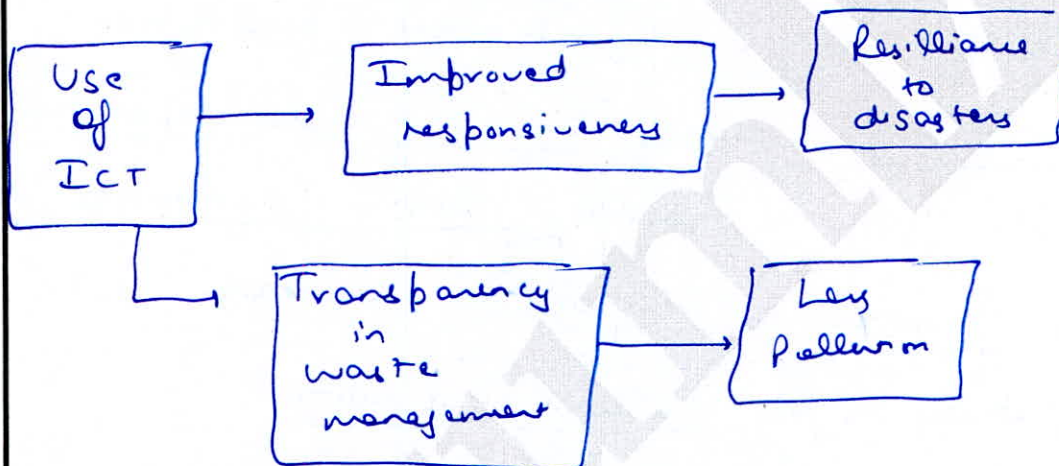 Use
of
ICT
Improved
responsiveness
Resilliance
to
disasters
Transparency
in
waste
management
Less
Pollution